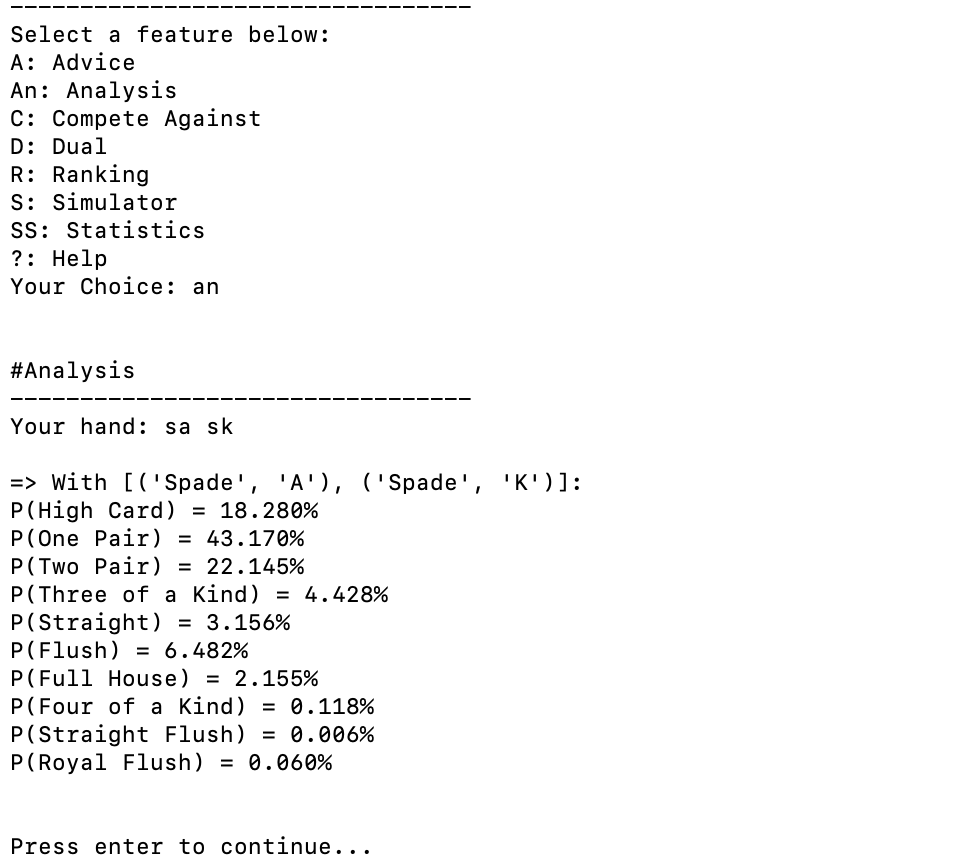 ---------------------------------
Select a feature below:
A: Advice
An: Analysis
C: Compete Against
D: Dual
R: Ranking
S: Simulator
SS: Statistics
?: Help
Your Choice: an
#Analysis
---------------------------------
Your hand: sa sk
=> With [('Spade', 'A'), ('Spade', 'K')]:
P(High Card) = 18.280%
P(One Pair) = 43.170%
P(Two Pair) = 22.145%
P(Three of a Kind) = 4.428%
P(Straight) = 3.156%
P(Flush) = 6.482%
P(Full House) = 2.155%
P(Four of a Kind) = 0.118%
P(Straight Flush) = 0.006%
P(Royal Flush) = 0.060%
Press enter to continue...